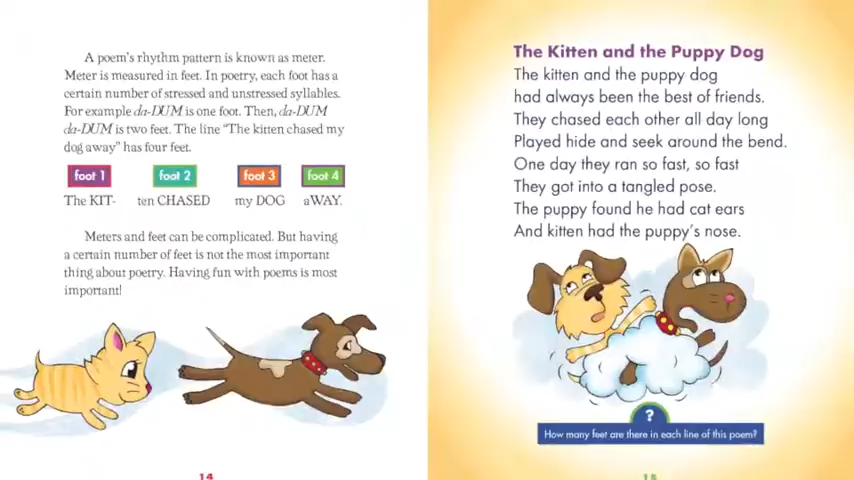 A poem's rhythm pattern is known as meter.
Meter is measured in feet. In poetry, each foot has a
certain number of stressed and unstressed syllables.
For example da-DUM is one foot. Then, da-DUM
da-DUM is two feet. The line "The kitten chased my
dog away" has four feet.
foot 1 foot 2 foot 3 foot 4
The KIT- ten CHASED my DOG aWAY.
Meters and feet can be complicated. But having
a certain number of feet is not the most important
thing about poetry. Having fun with poems is most
important!
14
The Kitten and the Puppy Dog
The kitten and the puppy dog
had always been the best of friends.
They chased each other all day long
Played hide and seek around the bend.
One day they ran so fast, so fast
They got into a tangled pose.
The puppy found he had cat ears
And kitten had the puppy's nose.
?
How many feet are there in each line of this poem?
15